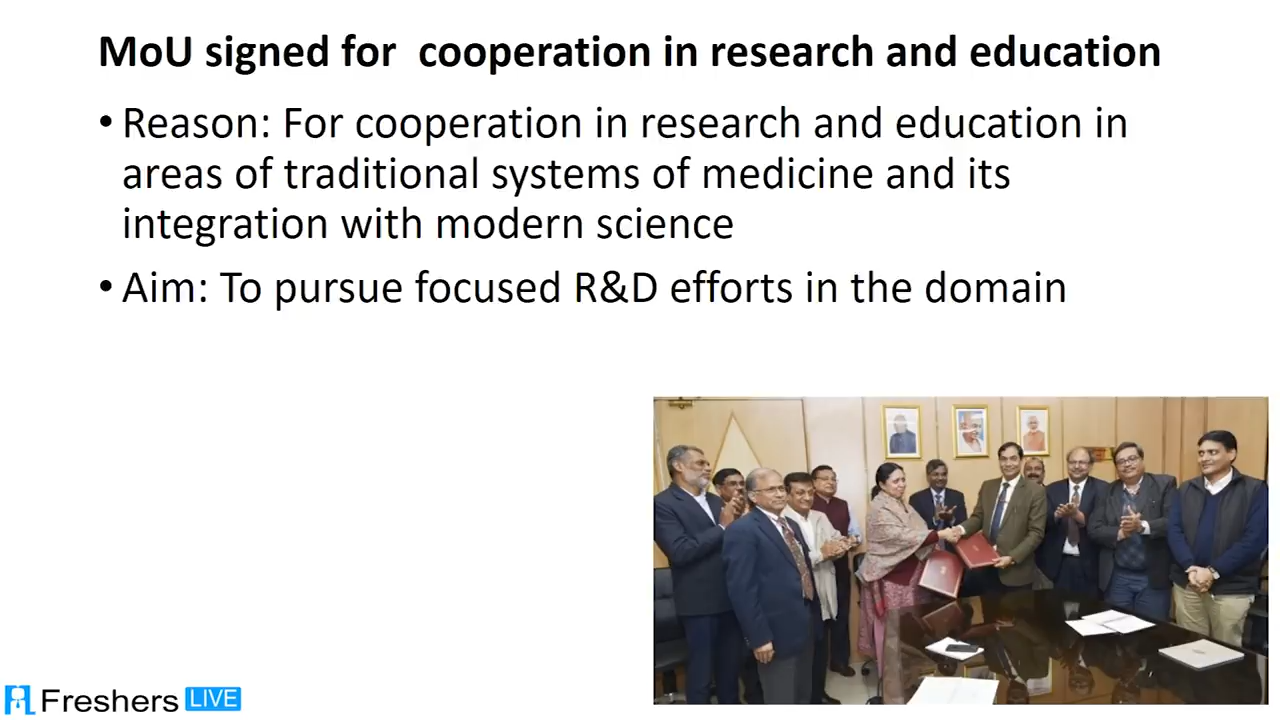 MoU signed for  cooperation in research and education
• Reason: For cooperation in research and education in
areas of traditional systems of medicine and its
integration with modern science
• Aim: To pursue focused R&D efforts in the domain
Freshers LIVE